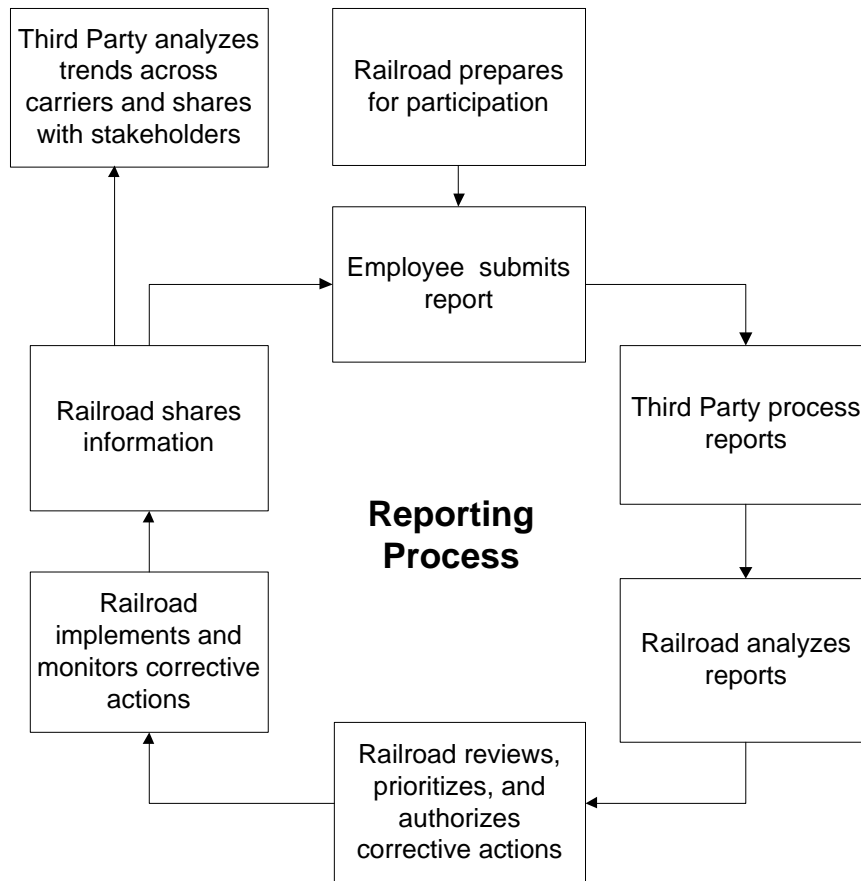 Third Party analyzes
trends across
carriers and shares
with stakeholders
Railroad prepares
for participation
Employee submits
report
Third Party process
reports
Railroad analyzes
reports
Railroad reviews,
prioritizes, and
authorizes
corrective actions
Railroad
implements and
monitors corrective
actions
Railroad shares
information
Reporting
Process